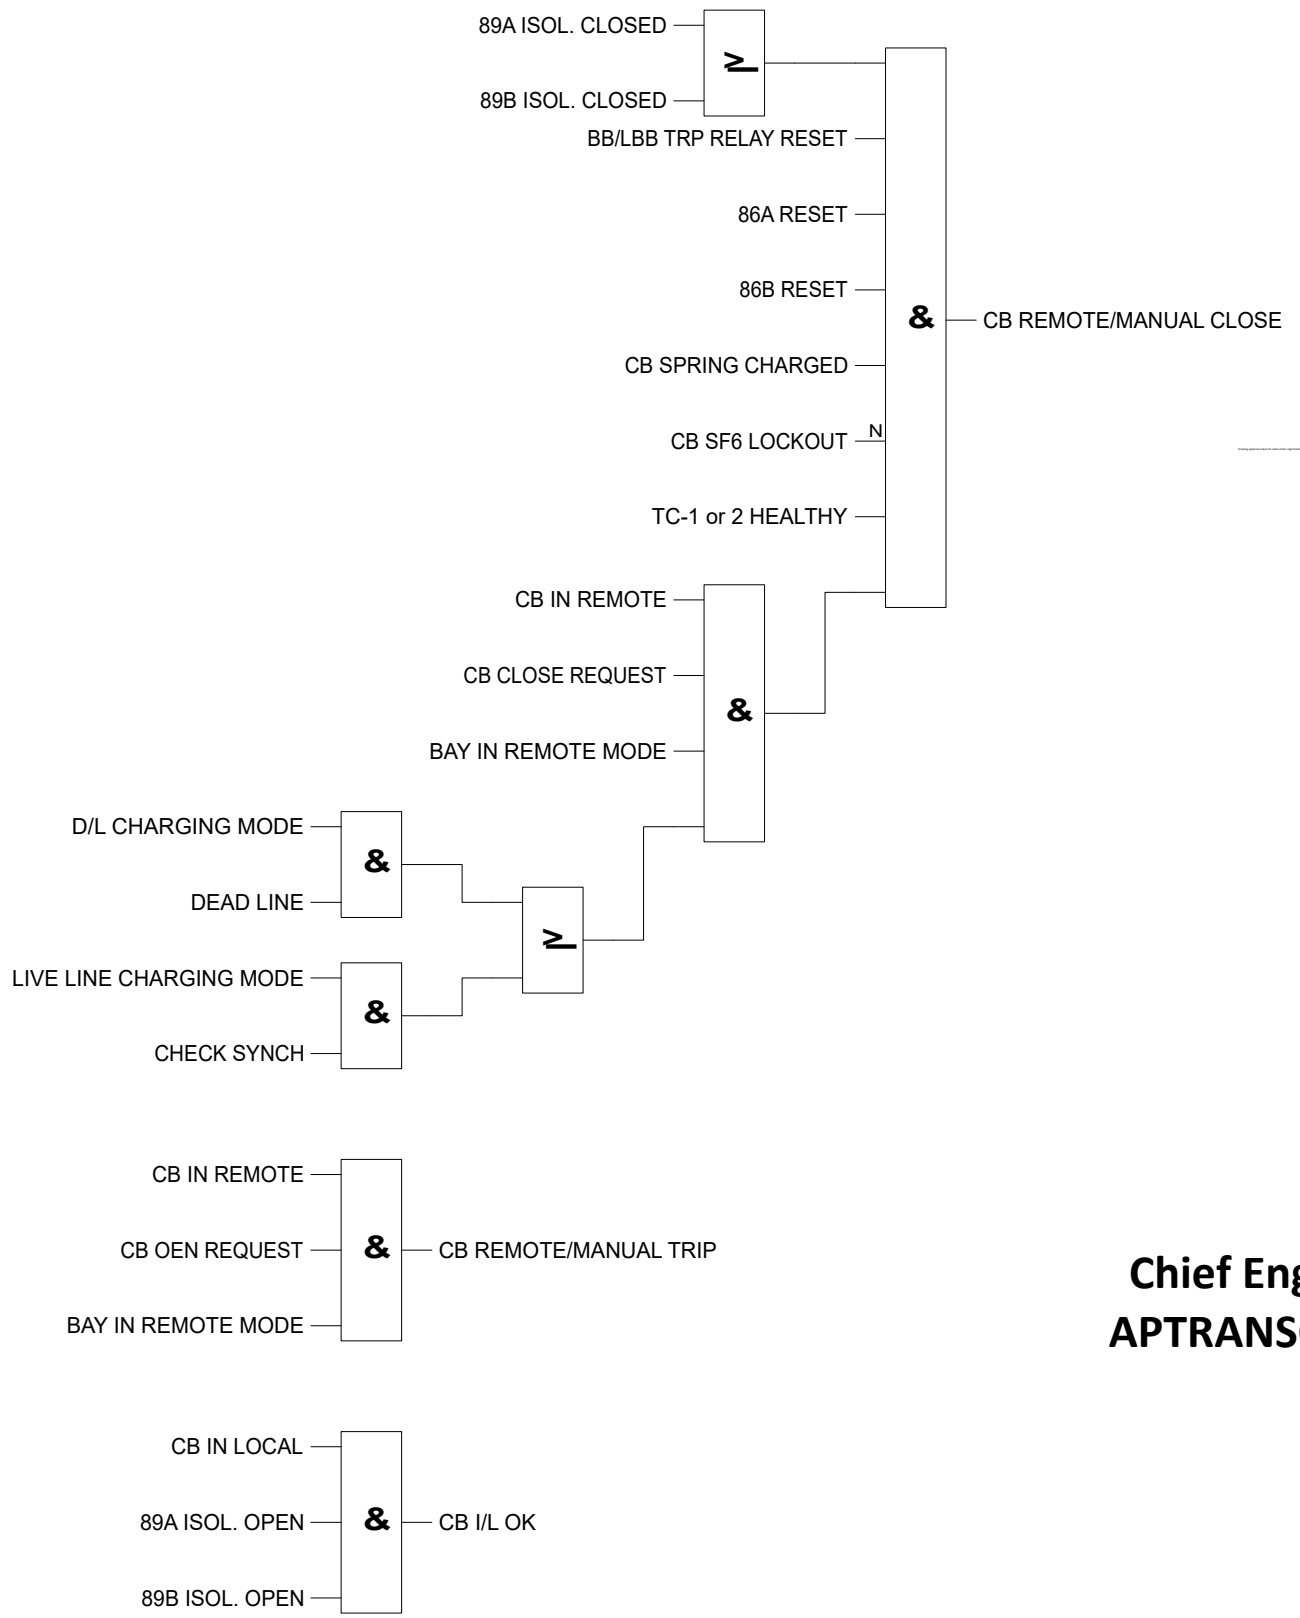 89A ISOL. CLOSED
≥
89B ISOL. CLOSED
BB/LBB TRP RELAY RESET
86A RESET
86B RESET
&
CB REMOTE/MANUAL CLOSE
CB SPRING CHARGED
CB SF6 LOCKOUT
N
TC-1 or 2 HEALTHY
CB IN REMOTE
CB CLOSE REQUEST
&
BAY IN REMOTE MODE
D/L CHARGING MODE
&
DEAD LINE
≥
LIVE LINE CHARGING MODE
&
CHECK SYNCH
CB IN REMOTE
CB OEN REQUEST
&
CB REMOTE/MANUAL TRIP
BAY IN REMOTE MODE
Chief Eng
APTRANS
CB IN LOCAL
89A ISOL. OPEN
&
CB I/L OK
89B ISOL. OPEN